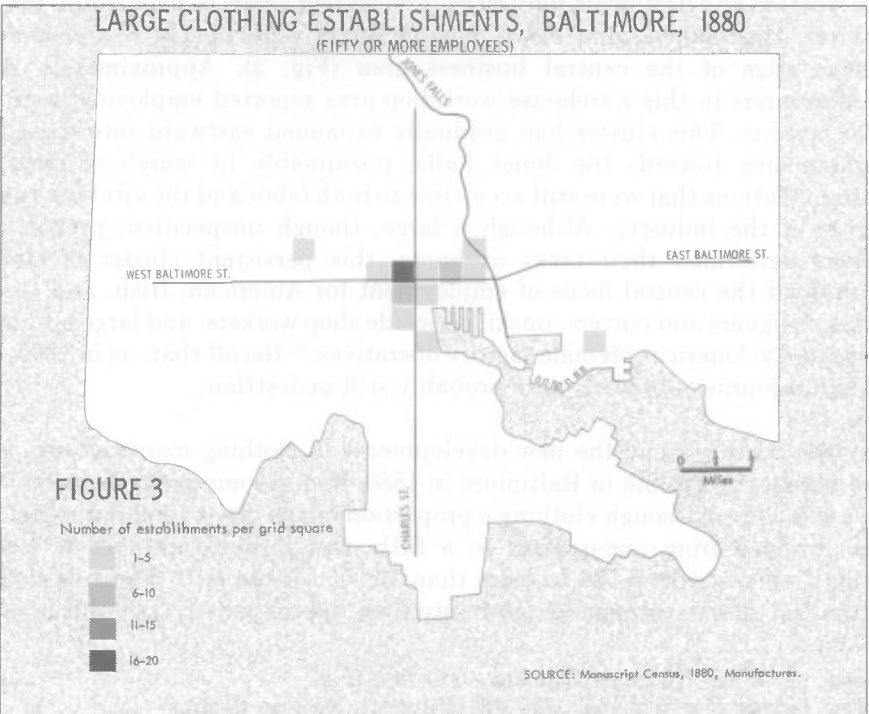 LARGE CLOTHING ESTABLISHMENTS, BALTIMORE, 1880
(FIFTY OR MORE EMPLOYEES)
JONES FALLS
EAST BALTIMORE ST.
WEST BALTIMORE ST.
CHARLES ST.
0 1
Miles
FIGURE 3
Number of establishments per grid square
1-5
6-10
11-15
16-20
SOURCE: Manuscript Census, 1880, Manufactures.